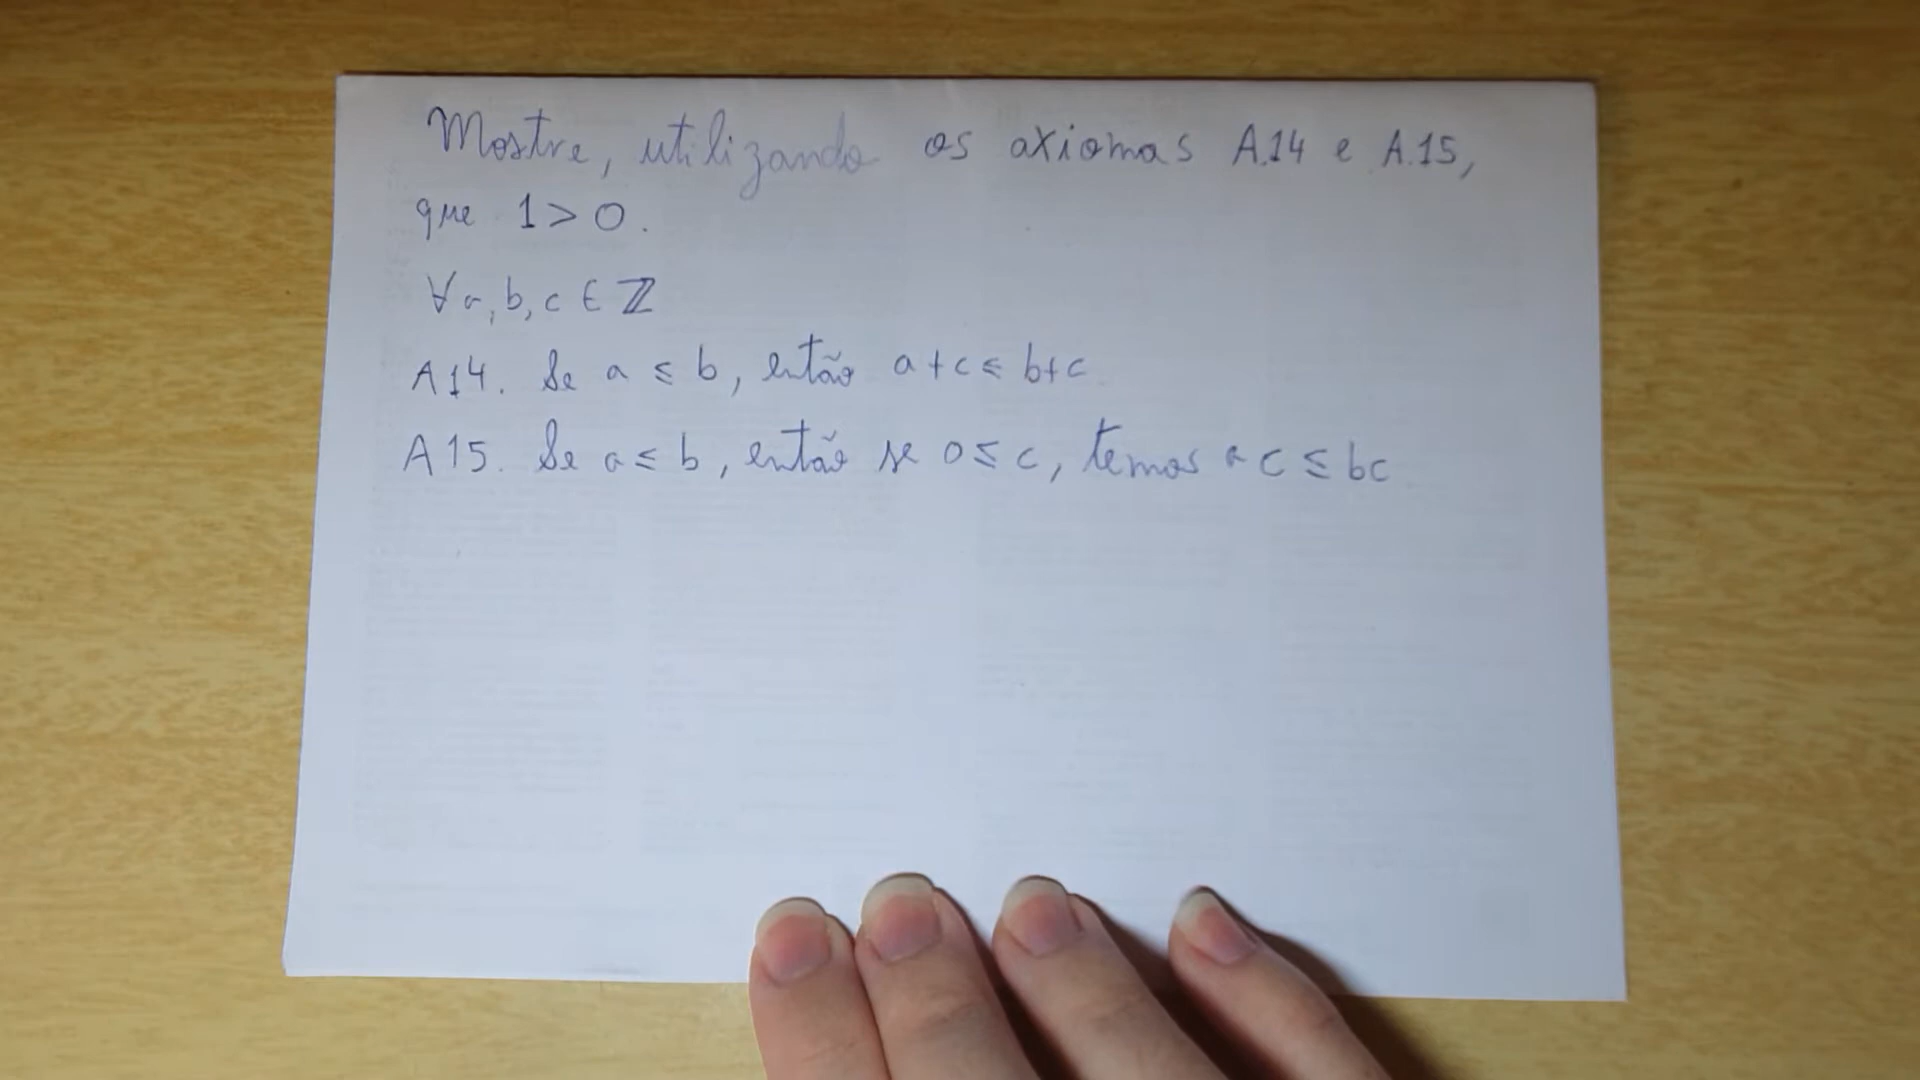 Mostre, utilizando os axiomas A.14 e A.15,
que 1 > 0.
∀ a, b, c ∈ ℤ
A14. Se a ≤ b, então a + c ≤ b + c
A15. Se a ≤ b, então se 0 ≤ c, temos a c ≤ bc